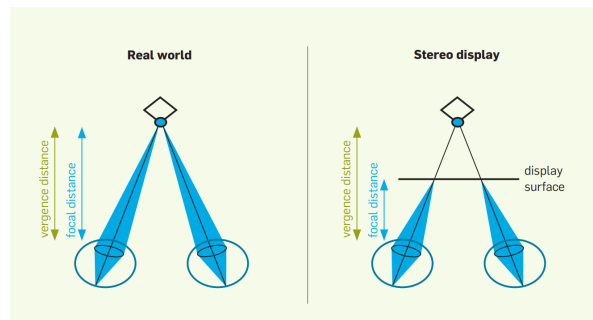 Real world
Stereo display
vergence distance
focal distance
vergence distance
focal distance
display
surface